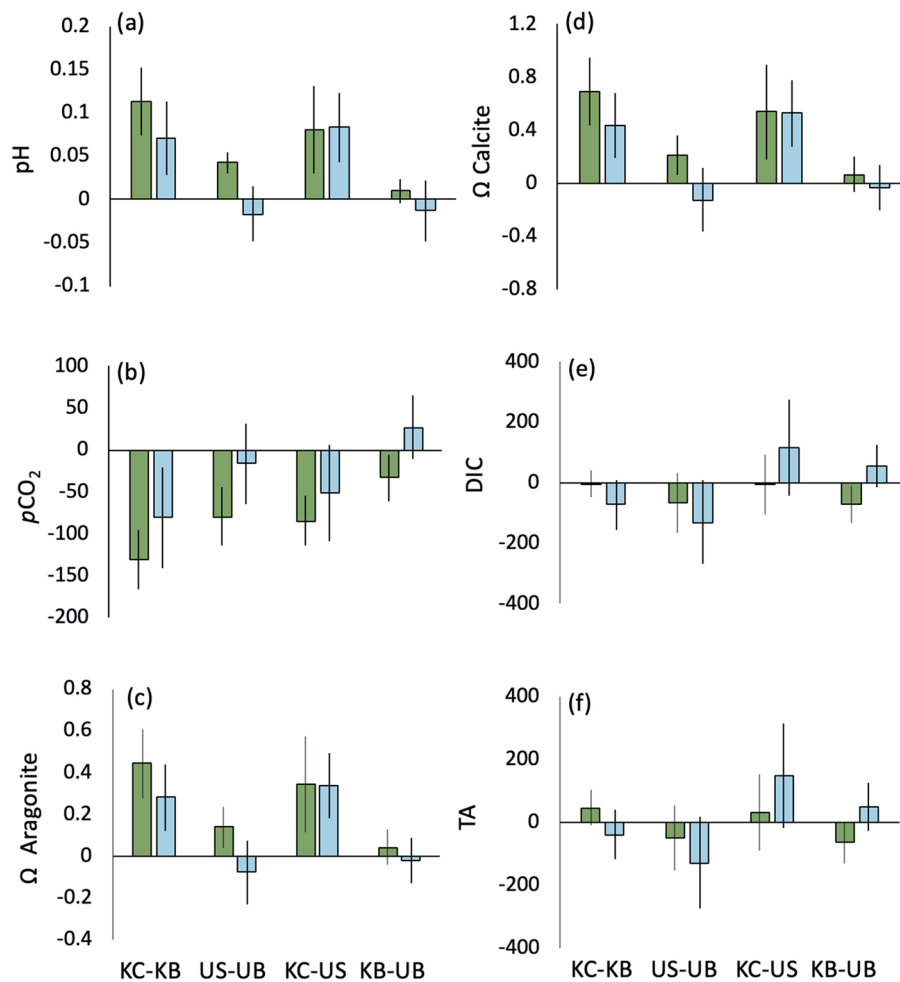 (a)
0.2
0.15
0.1
0.05
0
-0.05
-0.1
pH
(b)
100
50
0
-50
-100
-150
-200
pCO₂
(c)
0.8
0.6
0.4
0.2
0
-0.2
-0.4
Ω Aragonite
KC-KB US-UB KC-US KB-UB
(d)
1.2
0.8
0.4
0
-0.4
-0.8
Ω Calcite
(e)
400
200
0
-200
-400
DIC
(f)
400
200
0
-200
-400
TA
KC-KB US-UB KC-US KB-UB